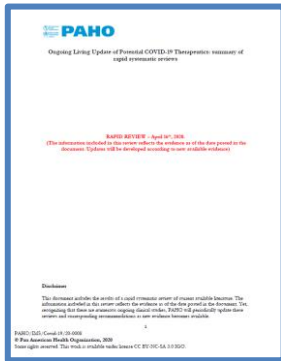 PAHO
Ongoing Living Update of Potential COVID-19 Therapeutics: summary of
rapid systematic reviews
RAPID REVIEW – April 26th, 2020
(The information included in this review reflects the evidence as of the date posted in the
document. Updates will be developed according to new available evidence)
Disclaimer
This document includes the results of a rapid systematic review of current available literature. The
information included in this review reflects the evidence as of the date posted in the document. Yet,
recognizing that there are numerous ongoing clinical studies, PAHO will periodically update these
reviews and corresponding recommendations as new evidence becomes available.
© Pan American Health Organization, 2020
Some rights reserved. This work is available under license CC BY-NC-SA 3.0 IGO.